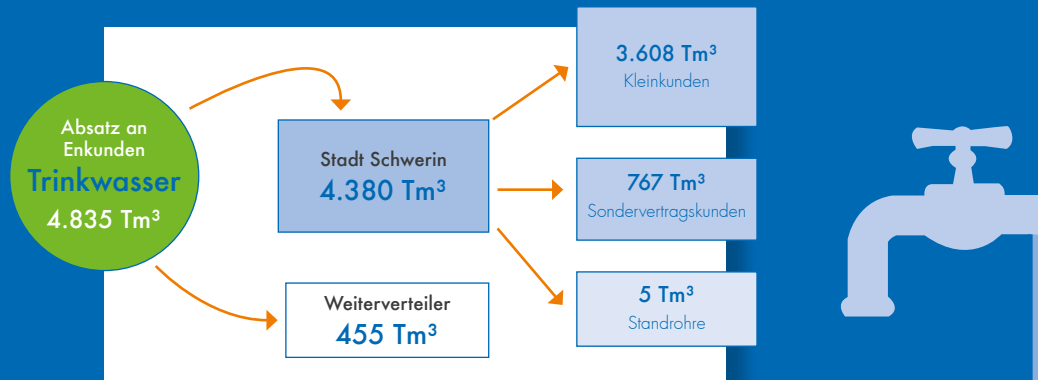 Absatz an
Enkunden
Trinkwasser
4.835 Tm³
Stadt Schwerin
4.380 Tm³
Weiterverteiler
455 Tm³
3.608 Tm³
Kleinkunden
767 Tm³
Sondervertragskunden
5 Tm³
Standrohre